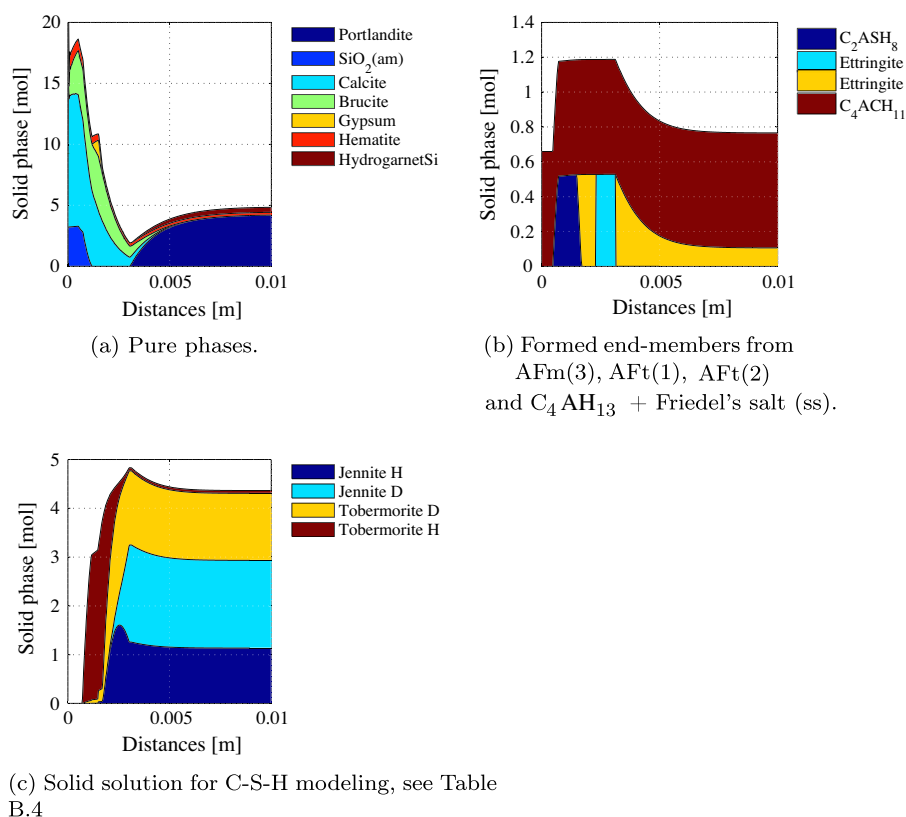 20
15
10
5
0
Solid phase [mol]
0
0.005
0.01
Distances [m]
Portlandite
SiO2(am)
Calcite
Brucite
Gypsum
Hematite
HydrogarnetSi
(a) Pure phases.
1.4
1.2
1
0.8
0.6
0.4
0.2
0
Solid phase [mol]
0
0.005
0.01
Distances [m]
C2ASH8
Ettringite
Ettringite
C4ACH11
(b) Formed end-members from
AFm(3), AFt(1), AFt(2)
and C4AH13 + Friedel's salt (ss).
5
4
3
2
1
0
Solid phase [mol]
0
0.005
0.01
Distances [m]
Jennite H
Jennite D
Tobermorite D
Tobermorite H
(c) Solid solution for C-S-H modeling, see Table
B.4